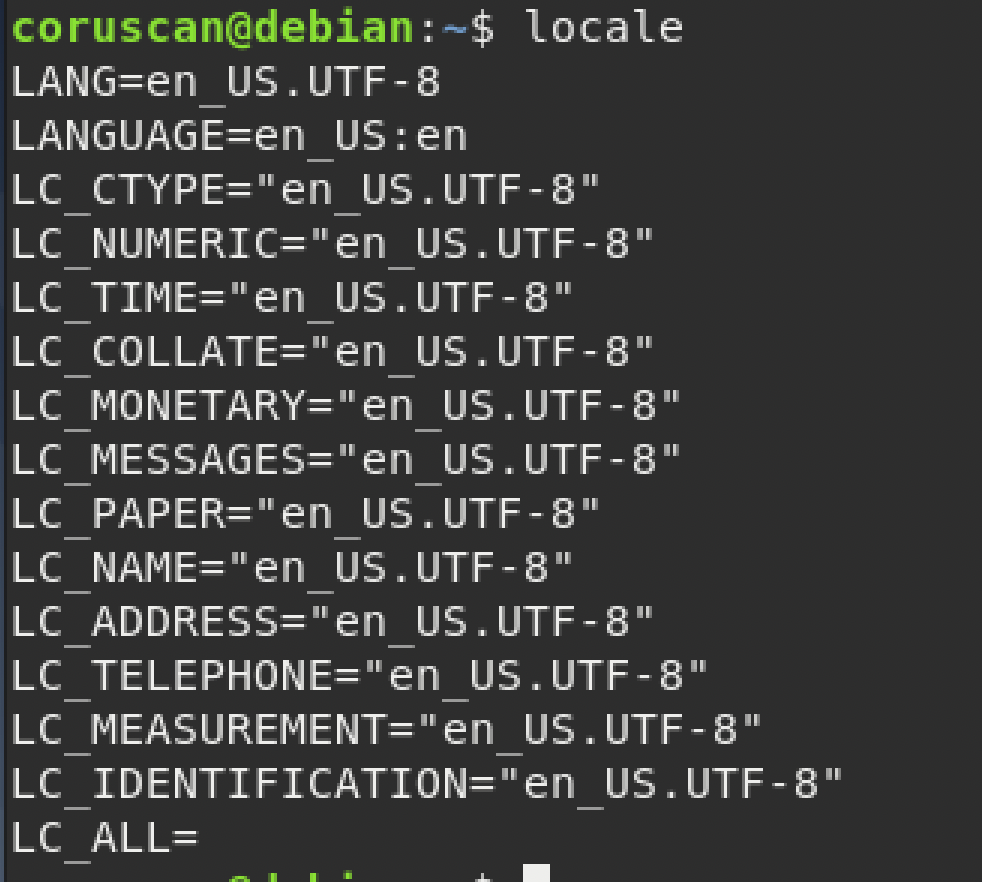 coruscan@debian:~$ locale
LANG=en_US.UTF-8
LANGUAGE=en_US:en
LC_CTYPE="en_US.UTF-8"
LC_NUMERIC="en_US.UTF-8"
LC_TIME="en_US.UTF-8"
LC_COLLATE="en_US.UTF-8"
LC_MONETARY="en_US.UTF-8"
LC_MESSAGES="en_US.UTF-8"
LC_PAPER="en_US.UTF-8"
LC_NAME="en_US.UTF-8"
LC_ADDRESS="en_US.UTF-8"
LC_TELEPHONE="en_US.UTF-8"
LC_MEASUREMENT="en_US.UTF-8"
LC_IDENTIFICATION="en_US.UTF-8"
LC_ALL=